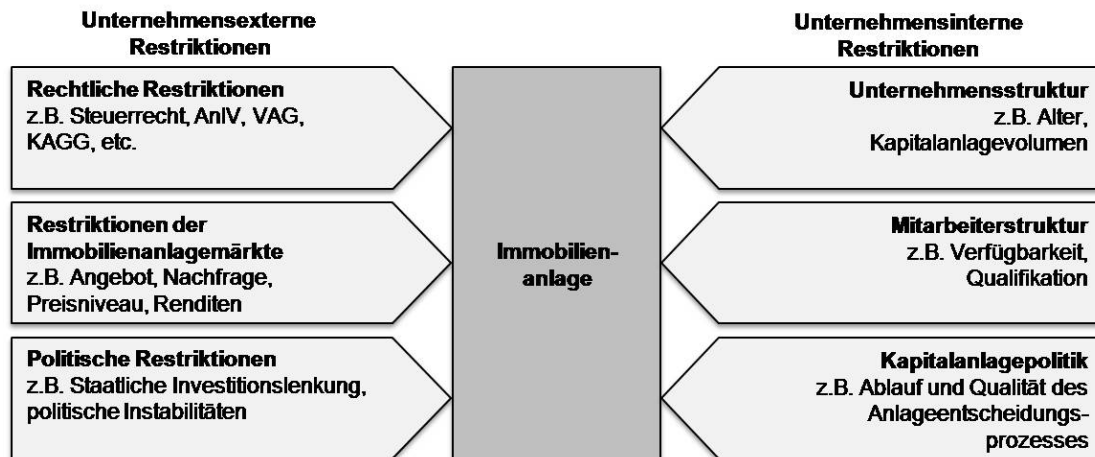 Unternehmensexterne
Restriktionen
Rechtliche Restriktionen
z.B. Steuerrecht, AnlV, VAG,
KAGG, etc.
Restriktionen der
Immobilienanlagemärkte
z.B. Angebot, Nachfrage,
Preisniveau, Renditen
Politische Restriktionen
z.B. Staatliche Investitionslenkung,
politische Instabilitäten
Immobilien-
anlage
Unternehmensinterne
Restriktionen
Unternehmensstruktur
z.B. Alter,
Kapitalanlagevolumen
Mitarbeiterstruktur
z.B. Verfügbarkeit,
Qualifikation
Kapitalanlagepolitik
z.B. Ablauf und Qualität des
Anlageentscheidungs-
prozesses